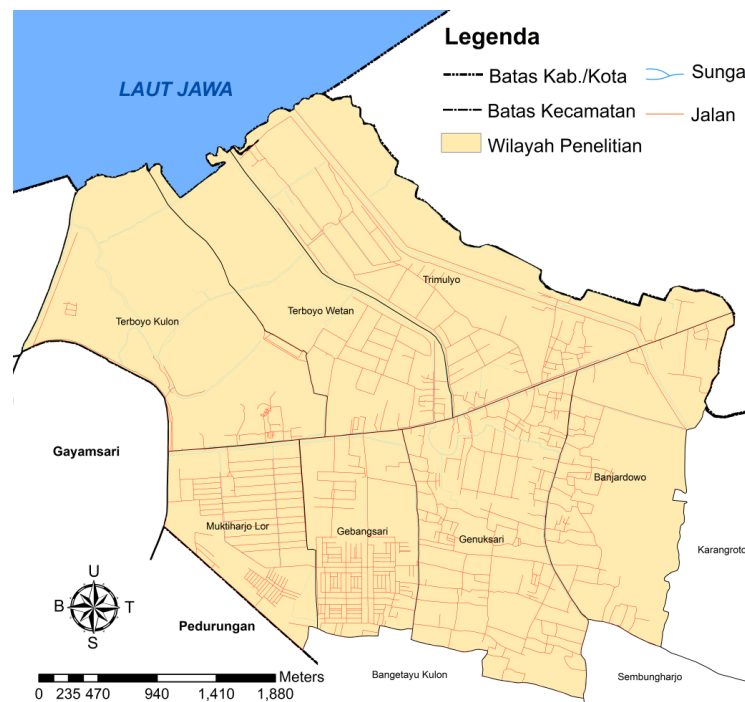 Legenda
LAUT JAWA
Batas Kab./Kota
Sunga
Batas Kecamatan
Jalan
Wilayah Penelitian
Trimulyo
Terboyo Wetan
Terboyo Kulon
Gayamsari
Banjardowo
Muktiharjo Lor
Gebangsari
Genuksari
Karangroto
U
B
T
S
Pedurungan
Bangetayu Kulon
Sembungharjo
Meters
0 235 470 940 1,410 1,880